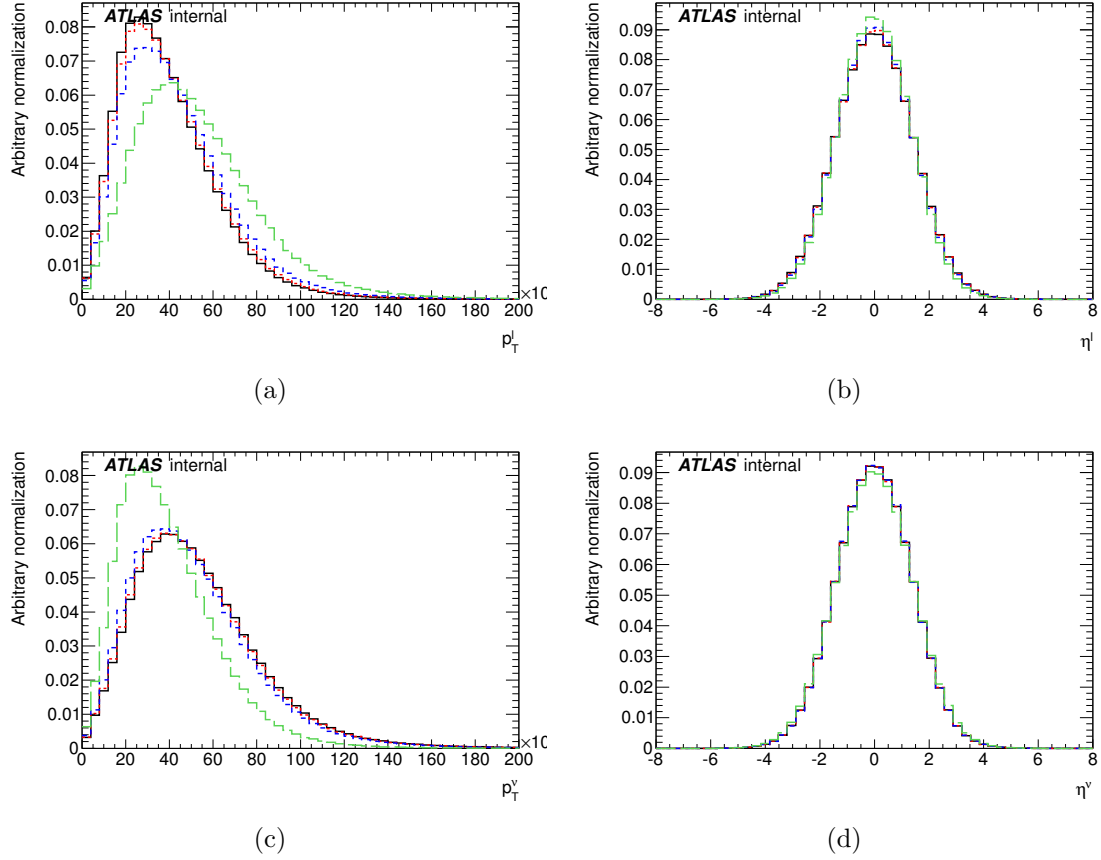 ATLAS internal
Arbitrary normalization
0.08
0.07
0.06
0.05
0.04
0.03
0.02
0.01
0
0 20 40 60 80 100 120 140 160 180 200
×10
p_T^l
(a)
ATLAS internal
Arbitrary normalization
0.09
0.08
0.07
0.06
0.05
0.04
0.03
0.02
0.01
0
-8 -6 -4 -2 0 2 4 6 8
η^l
(b)
ATLAS internal
Arbitrary normalization
0.08
0.07
0.06
0.05
0.04
0.03
0.02
0.01
0
0 20 40 60 80 100 120 140 160 180 200
×10
p_T^ν
(c)
ATLAS internal
Arbitrary normalization
0.09
0.08
0.07
0.06
0.05
0.04
0.03
0.02
0.01
0
-8 -6 -4 -2 0 2 4 6 8
η^ν
(d)